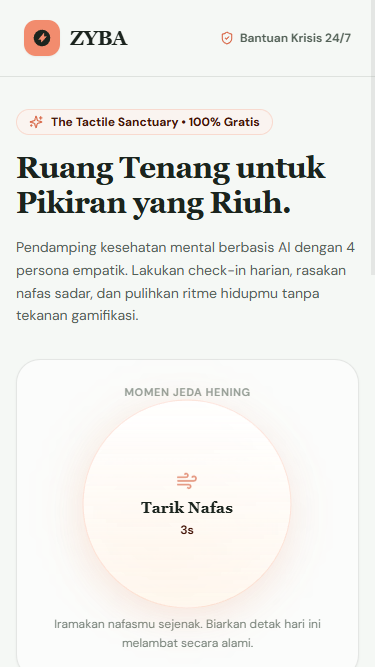 ZYBA
Bantuan Krisis 24/7
The Tactile Sanctuary • 100% Gratis
Ruang Tenang untuk
Pikiran yang Riuh.
Pendamping kesehatan mental berbasis AI dengan 4
persona empatik. Lakukan check-in harian, rasakan
nafas sadar, dan pulihkan ritme hidupmu tanpa
tekanan gamifikasi.
MOMEN JEDA HENING
Tarik Nafas
3s
Iramakan nafasmu sejenak. Biarkan detak hari ini
melambat secara alami.